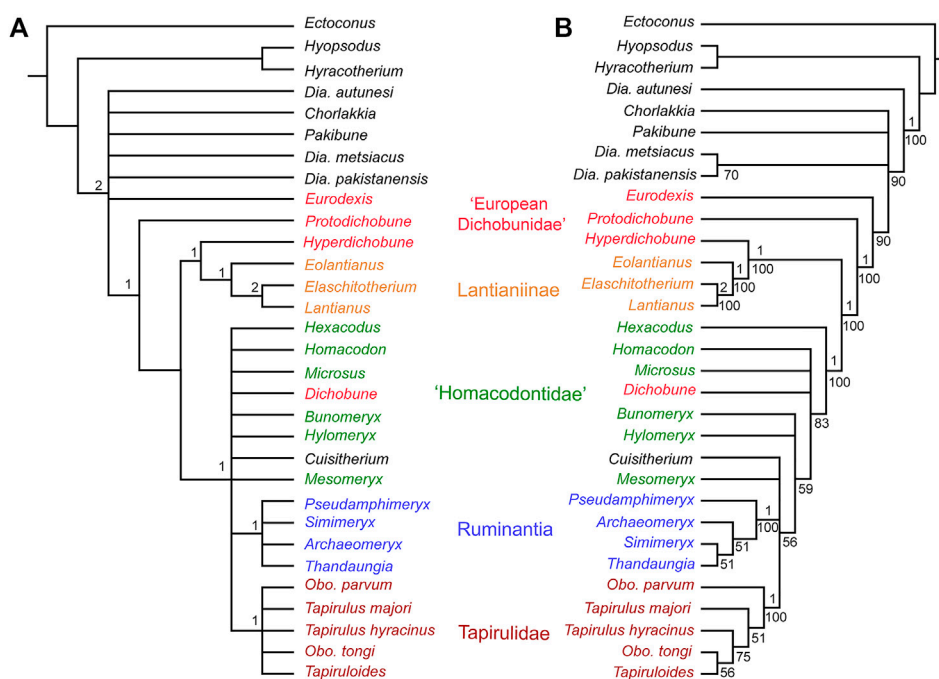 A
Ectoconus
Hyopsodus
Hyracotherium
Dia. autunesi
Chorlakkia
Pakibune
Dia. metsiacus
Dia. pakistanensis
2
Eurodexis
Protodichobune
Hyperdichobune
1
1
Eolantianus
2
Elaschitotherium
1
Lantianus
Hexacodus
Homacodon
Microsus
Dichobune
Bunomeryx
Hylomeryx
Cuisitherium
1
Mesomeryx
Pseudamphimeryx
1
Simimeryx
Archaeomeryx
Thandaungia
Obo. parvum
Tapirulus majori
1
Tapirulus hyracinus
Obo. tongi
Tapiruloides
‘European
Dichobunidae’
Lantianiinae
‘Homacodontidae’
Ruminantia
Tapirulidae
B
Ectoconus
Hyopsodus
Hyracotherium
Dia. autunesi
Chorlakkia
1
Pakibune
100
Dia. metsiacus
Dia. pakistanensis
70
90
Eurodexis
Protodichobune
90
Hyperdichobune
1
100
1
100
Eolantianus
1
100
Elaschitotherium
2
100
Lantianus
1
100
Hexacodus
Homacodon
1
Microsus
100
Dichobune
Bunomeryx
83
Hylomeryx
Cuisitherium
Mesomeryx
59
Pseudamphimeryx
1
100
Archaeomeryx
56
Simimeryx
51
Thandaungia
51
Obo. parvum
1
Tapirulus majori
100
Tapirulus hyracinus
51
Obo. tongi
75
Tapiruloides
56